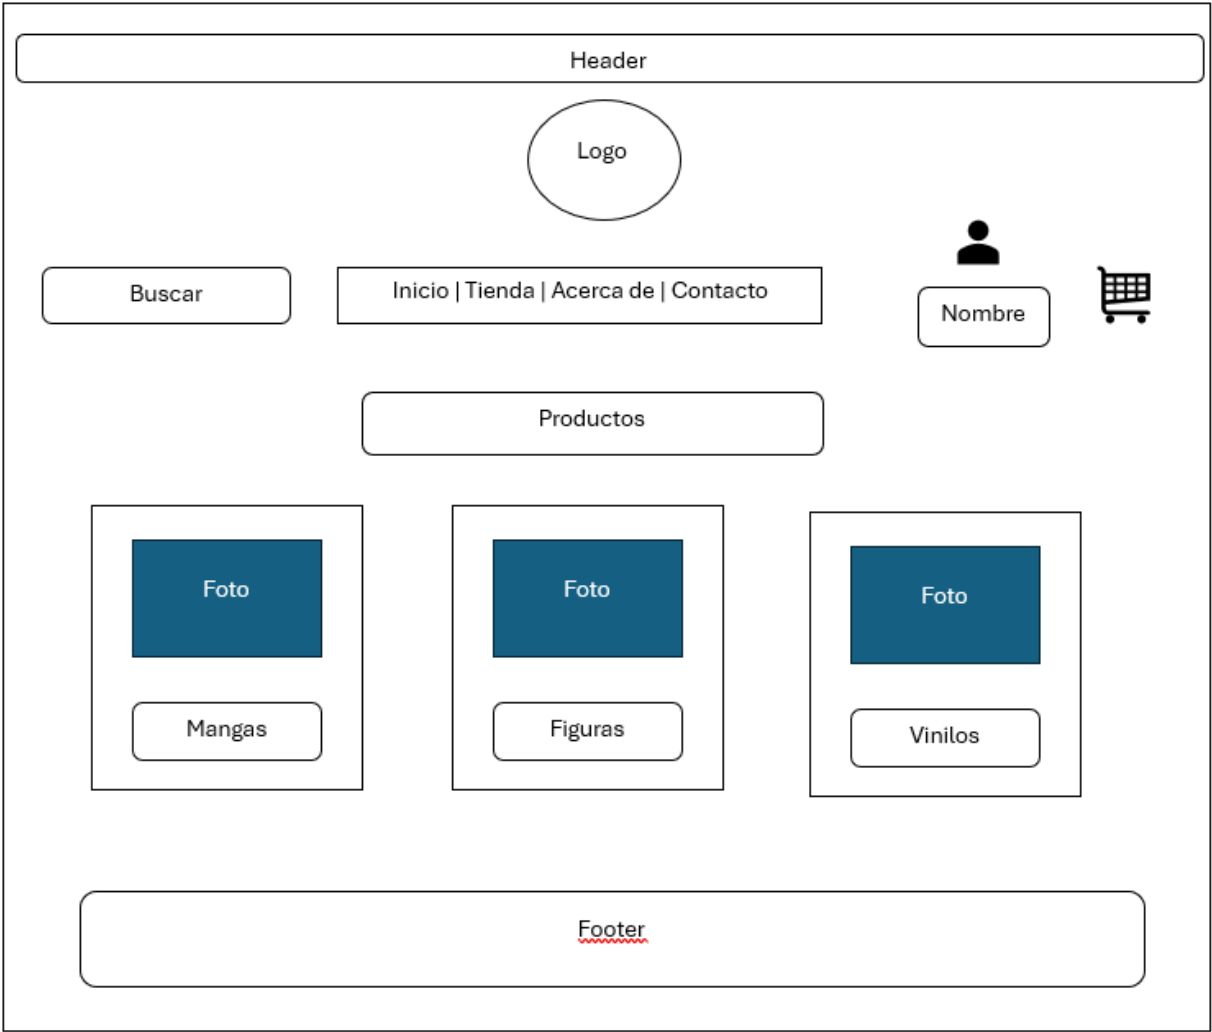 Header
Logo
Buscar
Inicio | Tienda | Acerca de | Contacto
Nombre
Productos
Foto
Foto
Foto
Mangas
Figuras
Vinilos
Footer